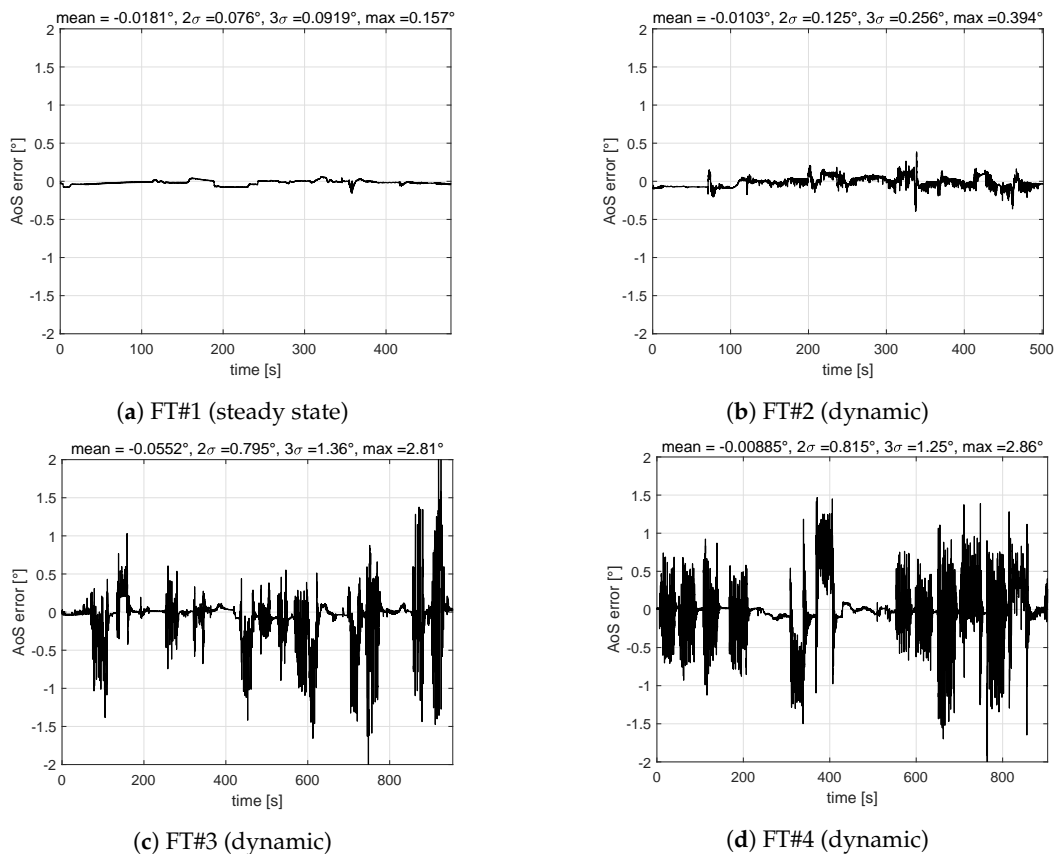 mean = -0.0181°, 2σ =0.076°, 3σ =0.0919°, max =0.157°
2
1.5
1
0.5
0
-0.5
-1
-1.5
-2
AoS error [°]
0 100 200 300 400
time [s]
(a) FT#1 (steady state)
mean = -0.0103°, 2σ =0.125°, 3σ =0.256°, max =0.394°
2
1.5
1
0.5
0
-0.5
-1
-1.5
-2
AoS error [°]
0 100 200 300 400 500
time [s]
(b) FT#2 (dynamic)
mean = -0.0552°, 2σ =0.795°, 3σ =1.36°, max =2.81°
2
1.5
1
0.5
0
-0.5
-1
-1.5
-2
AoS error [°]
0 200 400 600 800
time [s]
(c) FT#3 (dynamic)
mean = -0.00885°, 2σ =0.815°, 3σ =1.25°, max =2.86°
2
1.5
1
0.5
0
-0.5
-1
-1.5
-2
AoS error [°]
0 200 400 600 800
time [s]
(d) FT#4 (dynamic)